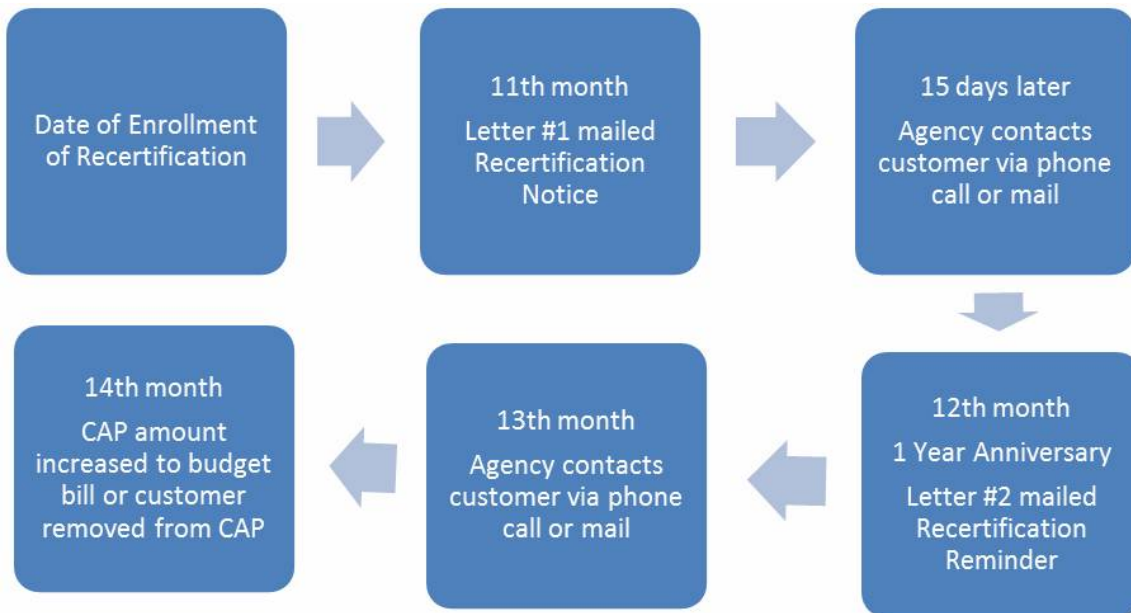 Date of Enrollment
of Recertification
11th month
Letter #1 mailed
Recertification
Notice
15 days later
Agency contacts
customer via phone
call or mail
12th month
1 Year Anniversary
Letter #2 mailed
Recertification
Reminder
13th month
Agency contacts
customer via phone
call or mail
14th month
CAP amount
increased to budget
bill or customer
removed from CAP